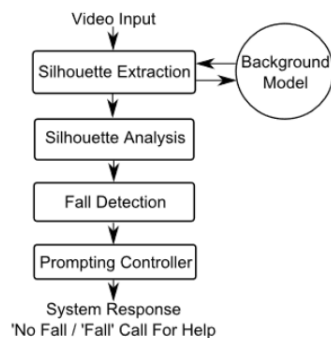 Video Input
Silhouette Extraction
Background
Model
Silhouette Analysis
Fall Detection
Prompting Controller
System Response
'No Fall / 'Fall' Call For Help